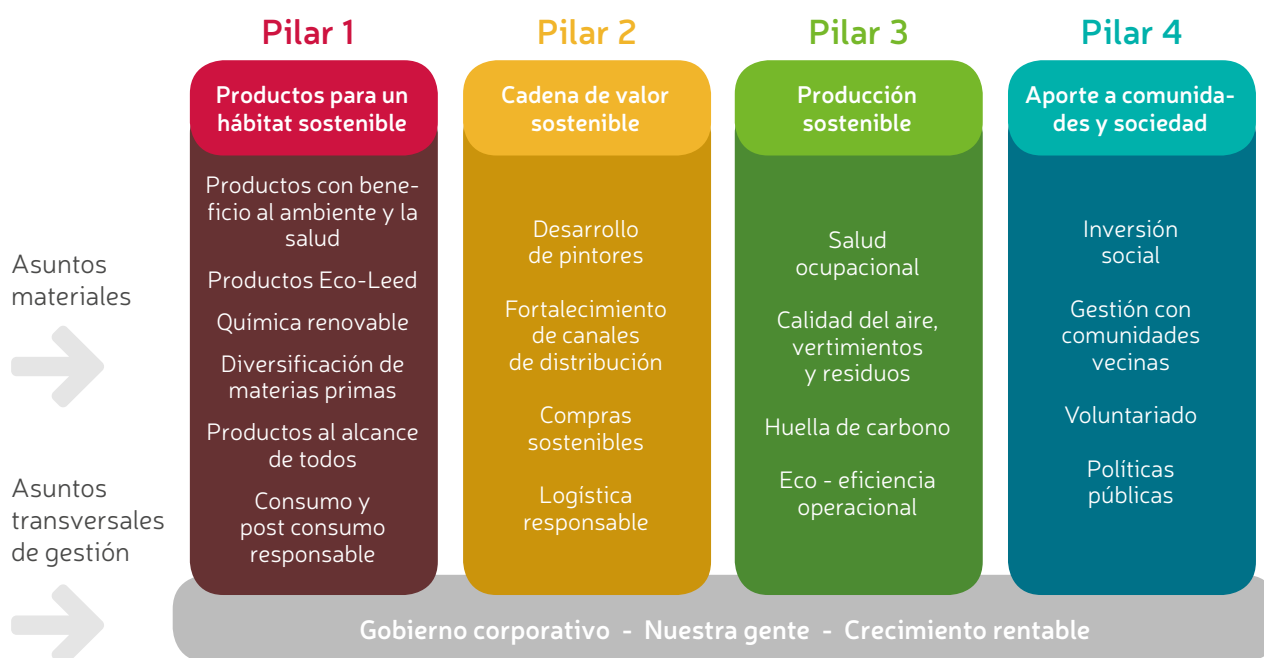 Pilar 1
Pilar 2
Pilar 3
Pilar 4
Productos para un
hábitat sostenible
Cadena de valor
sostenible
Producción
sostenible
Aporte a comunida-
des y sociedad
Asuntos
materiales
Productos con bene-
ficio al ambiente y la
salud
Productos Eco-Leed
Química renovable
Diversificación de
materias primas
Productos al alcance
de todos
Consumo y
post consumo
responsable
Desarrollo
de pintores
Fortalecimiento
de canales
de distribución
Compras
sostenibles
Logística
responsable
Salud
ocupacional
Calidad del aire,
vertimientos
y residuos
Huella de carbono
Eco - eficiencia
operacional
Inversión
social
Gestión con
comunidades
vecinas
Voluntariado
Políticas
públicas
Asuntos
transversales
de gestión
Gobierno corporativo - Nuestra gente - Crecimiento rentable